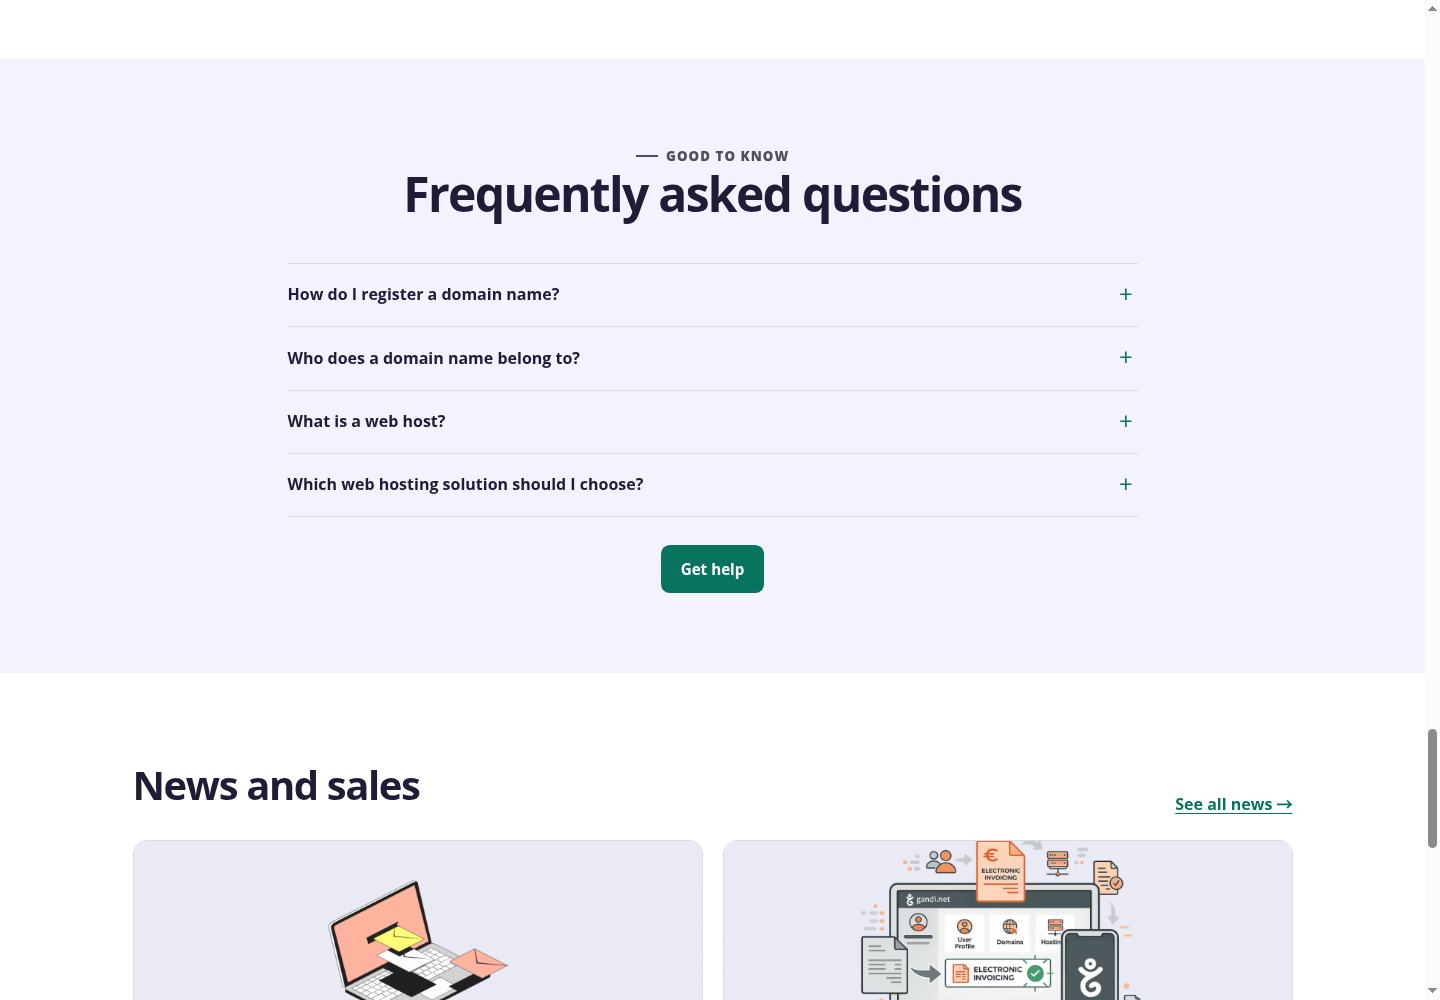 GOOD TO KNOW
Frequently asked questions
How do I register a domain name?
+
Who does a domain name belong to?
+
What is a web host?
+
Which web hosting solution should I choose?
+
Get help
News and sales
See all news →
€
ELECTRONIC
INVOICING
gandi.net
User
Profile
Domains
Hostin
ELECTRONIC
INVOICING